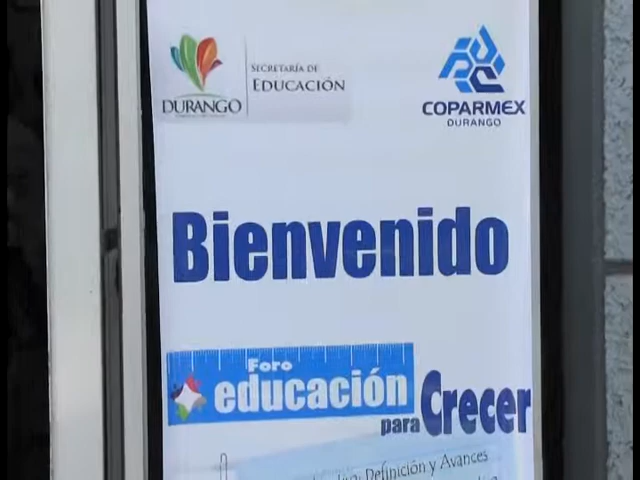 DURANGO
SECRETARÍA DE
EDUCACIÓN
COPARMEX
DURANGO
Bienvenido
Foro
educación
para Crecer
Definición y Avances